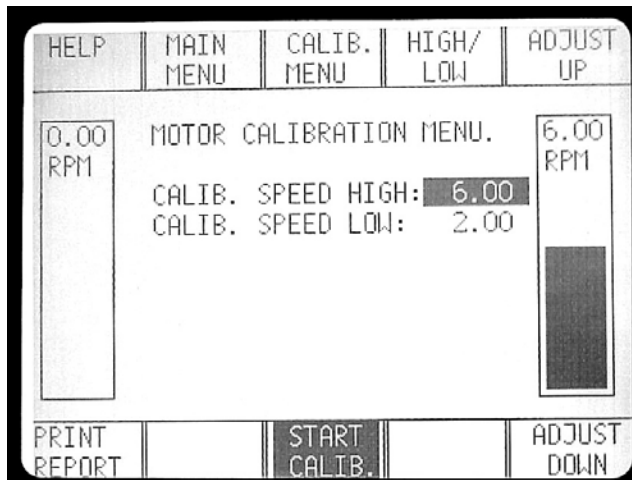 HELP
MAIN
MENU
CALIB.
MENU
HIGH/
LOW
ADJUST
UP
0.00
RPM
MOTOR CALIBRATION MENU.
CALIB. SPEED HIGH: 6.00
CALIB. SPEED LOW: 2.00
6.00
RPM
PRINT
REPORT
START
CALIB.
ADJUST
DOWN